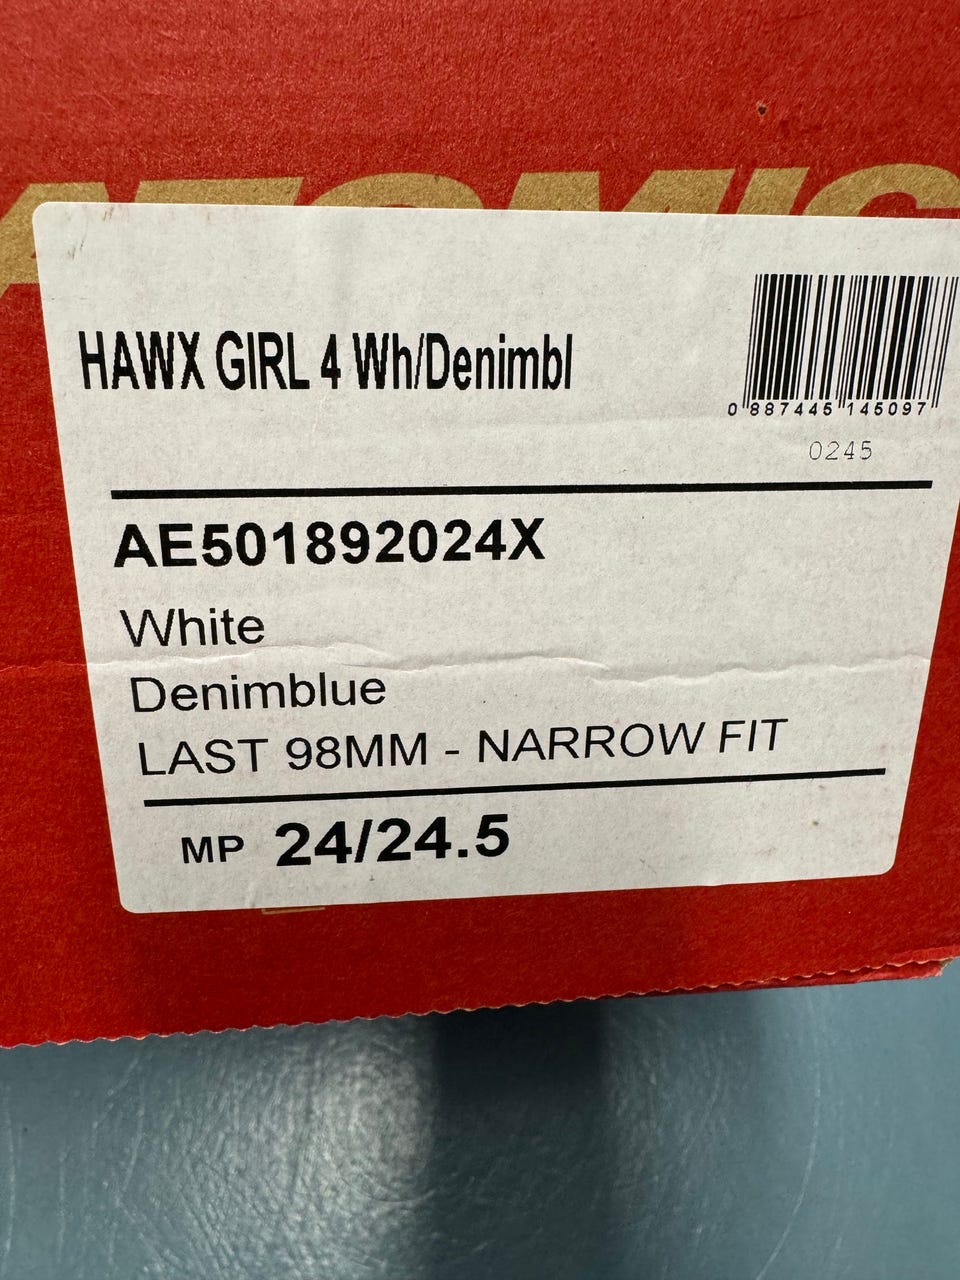 ATOMIC
HAWX GIRL 4 Wh/Denimbl
0 887445 145097
0245
AE501892024X
White
Denimblue
LAST 98MM - NARROW FIT
MP 24/24.5